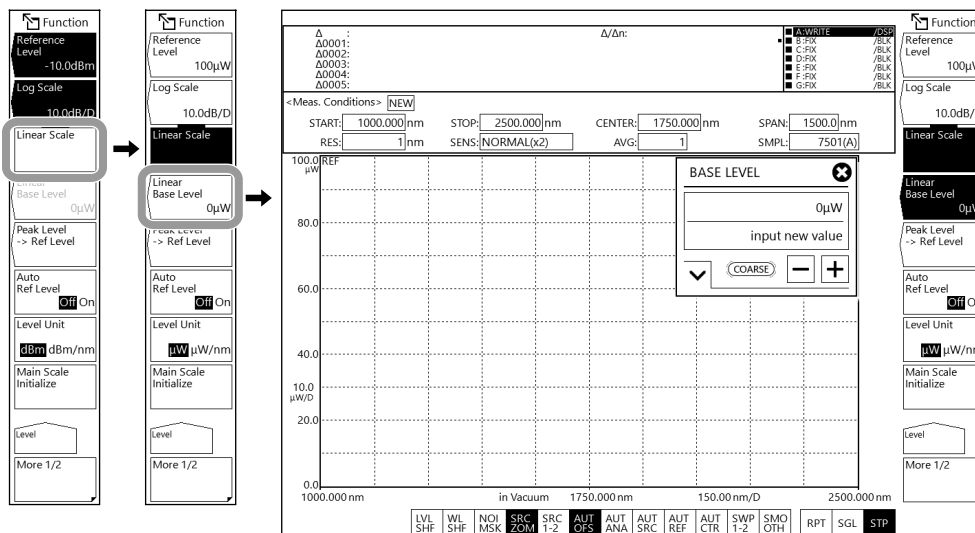 Function
Reference
Level
-10.0dBm
Log Scale
10.0dB/D
Linear Scale
Linear
Base Level
0µW
Peak Level
-> Ref Level
Auto
Ref Level
Off On
Level Unit
dBm dBm/nm
Main Scale
Initialize
Level
More 1/2
Function
Reference
Level
100µW
Log Scale
10.0dB/D
Linear Scale
Linear
Base Level
0µW
Peak Level
-> Ref Level
Auto
Ref Level
Off On
Level Unit
µW µW/nm
Main Scale
Initialize
Level
More 1/2
Δ :
Δ0001:
Δ0002:
Δ0003:
Δ0004:
Δ0005:
Δ/Δn:
A:WRITE /DSP
B:FIX /BLK
C:FIX /BLK
D:FIX /BLK
E:FIX /BLK
F:FIX /BLK
G:FIX /BLK
<Meas. Conditions> NEW
START: 1000.000 nm STOP: 2500.000 nm CENTER: 1750.000 nm SPAN: 1500.0 nm
RES: 1 nm SENS: NORMAL(x2) AVG: 1 SMPL: 7501(A)
100.0 REF
µW
80.0
60.0
40.0
10.0
µW/D
20.0
0.0
BASE LEVEL
0µW
input new value
COARSE
1000.000 nm in Vacuum 1750.000 nm 150.00 nm/D 2500.000 nm
LVL SHF
WL SHF
NOI MSK
SRC ZOM
SRC 1-2
AUT OFS
AUT ANA
AUT SRC
AUT REF
AUT CTR
SWP 1-2
SMO OTH
RPT SGL STP
Function
Reference
Level
100µW
Log Scale
10.0dB/
Linear Scale
Linear
Base Level
0µW
Peak Level
-> Ref Level
Auto
Ref Level
Off O
Level Unit
µW µW/nm
Main Scale
Initialize
Level
More 1/2